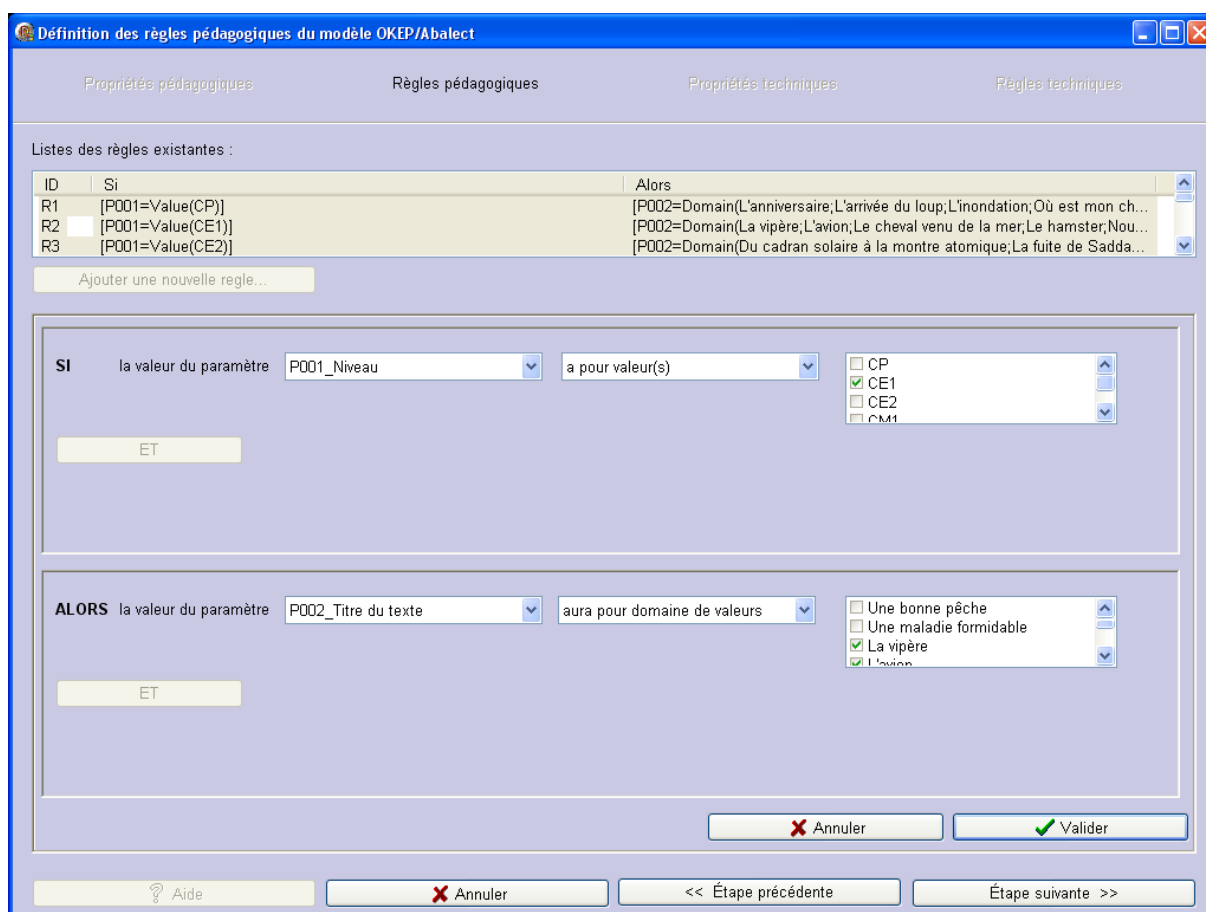 Définition des règles pédagogiques du modèle OKEP/Abalect
Propriétés pédagogiques Règles pédagogiques Propriétés techniques Règles techniques
Listes des règles existantes :
ID Si Alors
R1 [P001=Value(CP)] [P002=Domain(L'anniversaire;L'arrivée du loup;L'inondation;Où est mon ch...
R2 [P001=Value(CE1)] [P002=Domain(La vipère;L'avion;Le cheval venu de la mer;Le hamster;Nou...
R3 [P001=Value(CE2)] [P002=Domain(Du cadran solaire à la montre atomique;La fuite de Sadda...
Ajouter une nouvelle regle...
SI la valeur du paramètre P001_Niveau a pour valeur(s)
CP
CE1
CE2
CM1
ET
ALORS la valeur du paramètre P002_Titre du texte aura pour domaine de valeurs
Une bonne pêche
Une maladie formidable
La vipère
L'avion
ET
Annuler Valider
? Aide Annuler << Étape précédente Étape suivante >>